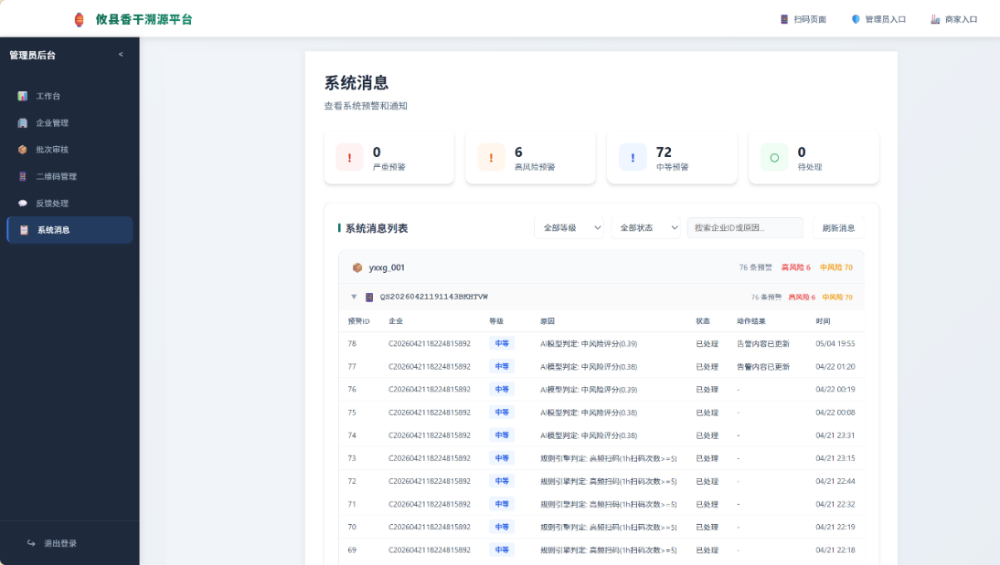 攸县香干溯源平台
扫码页面 管理员入口 商家入口
管理员后台 <
工作台
企业管理
批次审核
二维码管理
反馈处理
系统消息
退出登录
系统消息
查看系统预警和通知
! 0 严重预警
! 6 高风险预警
! 72 中等预警
0 待处理
系统消息列表 全部等级 全部状态 搜索企业ID或原因... 刷新消息
yxxg_001 76 条预警 高风险 6 中风险 70
QS20260421191143BKHTVW 76 条预警 高风险 6 中风险 70
预警ID 企业 等级 原因 状态 动作结果 时间
78 C2026042118224815892 中等 AI模型判定: 中风险评分(0.39) 已处理 告警内容已更新 05/04 19:55
77 C2026042118224815892 中等 AI模型判定: 中风险评分(0.38) 已处理 告警内容已更新 04/22 01:20
76 C2026042118224815892 中等 AI模型判定: 中风险评分(0.39) 已处理 - 04/22 00:19
75 C2026042118224815892 中等 AI模型判定: 中风险评分(0.38) 已处理 - 04/22 00:08
74 C2026042118224815892 中等 AI模型判定: 中风险评分(0.38) 已处理 - 04/21 23:31
73 C2026042118224815892 中等 规则引擎判定: 高频扫码(1h扫码次数>=5) 已处理 - 04/21 23:15
72 C2026042118224815892 中等 规则引擎判定: 高频扫码(1h扫码次数>=5) 已处理 - 04/21 22:44
71 C2026042118224815892 中等 规则引擎判定: 高频扫码(1h扫码次数>=5) 已处理 - 04/21 22:32
70 C2026042118224815892 中等 规则引擎判定: 高频扫码(1h扫码次数>=5) 已处理 - 04/21 22:19
69 C2026042118224815892 中等 规则引擎判定: 高频扫码(1h扫码次数>=5) 已处理 - 04/21 22:18